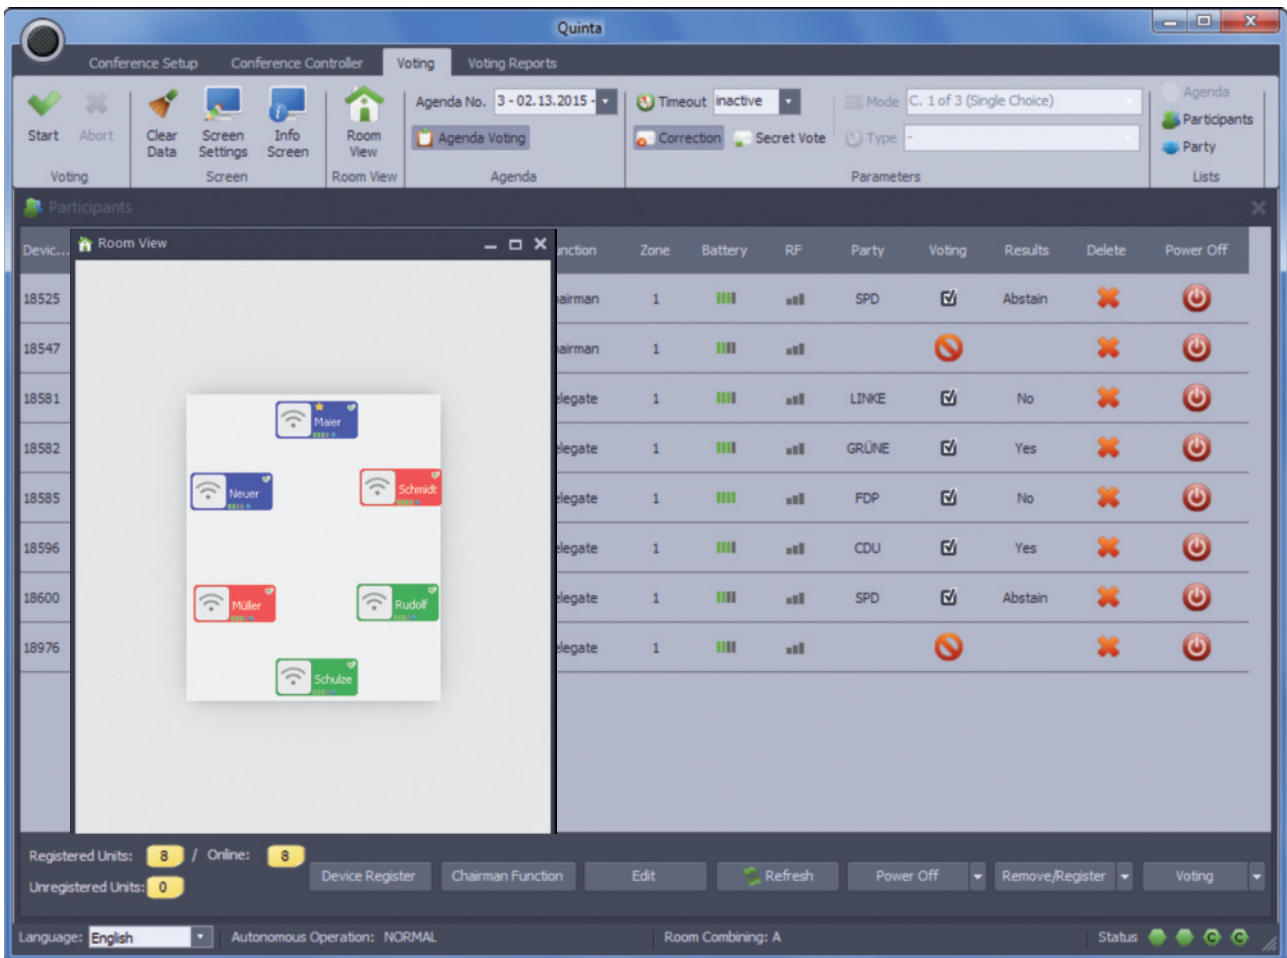 Quinta
Conference Setup Conference Controller Voting Voting Reports
Start Abort Clear Data Screen Settings Info Screen Room View Agenda No. 3 - 02.13.2015 - Timeout inactive Mode C. 1 of 3 (Single Choice) Agenda
Agenda Voting Correction Secret Vote Type - Participants
Party
Voting Screen Room View Agenda Parameters Lists
Participants
Room View
Devic... unction Zone Battery RF Party Voting Results Delete Power Off
18525 airman 1 SPD Abstain
18547 airman 1
18581 elegate 1 LINKE No
18582 elegate 1 GRÜNE Yes
18585 elegate 1 FDP No
18596 elegate 1 CDU Yes
18600 elegate 1 SPD Abstain
18976 elegate 1
Maier
Neuer Schmidt
Müller Rudolf
Schulze
Registered Units: 8 / Online: 8
Unregistered Units: 0
Device Register Chairman Function Edit Refresh Power Off Remove/Register Voting
Language: English Autonomous Operation: NORMAL Room Combining: A Status C C